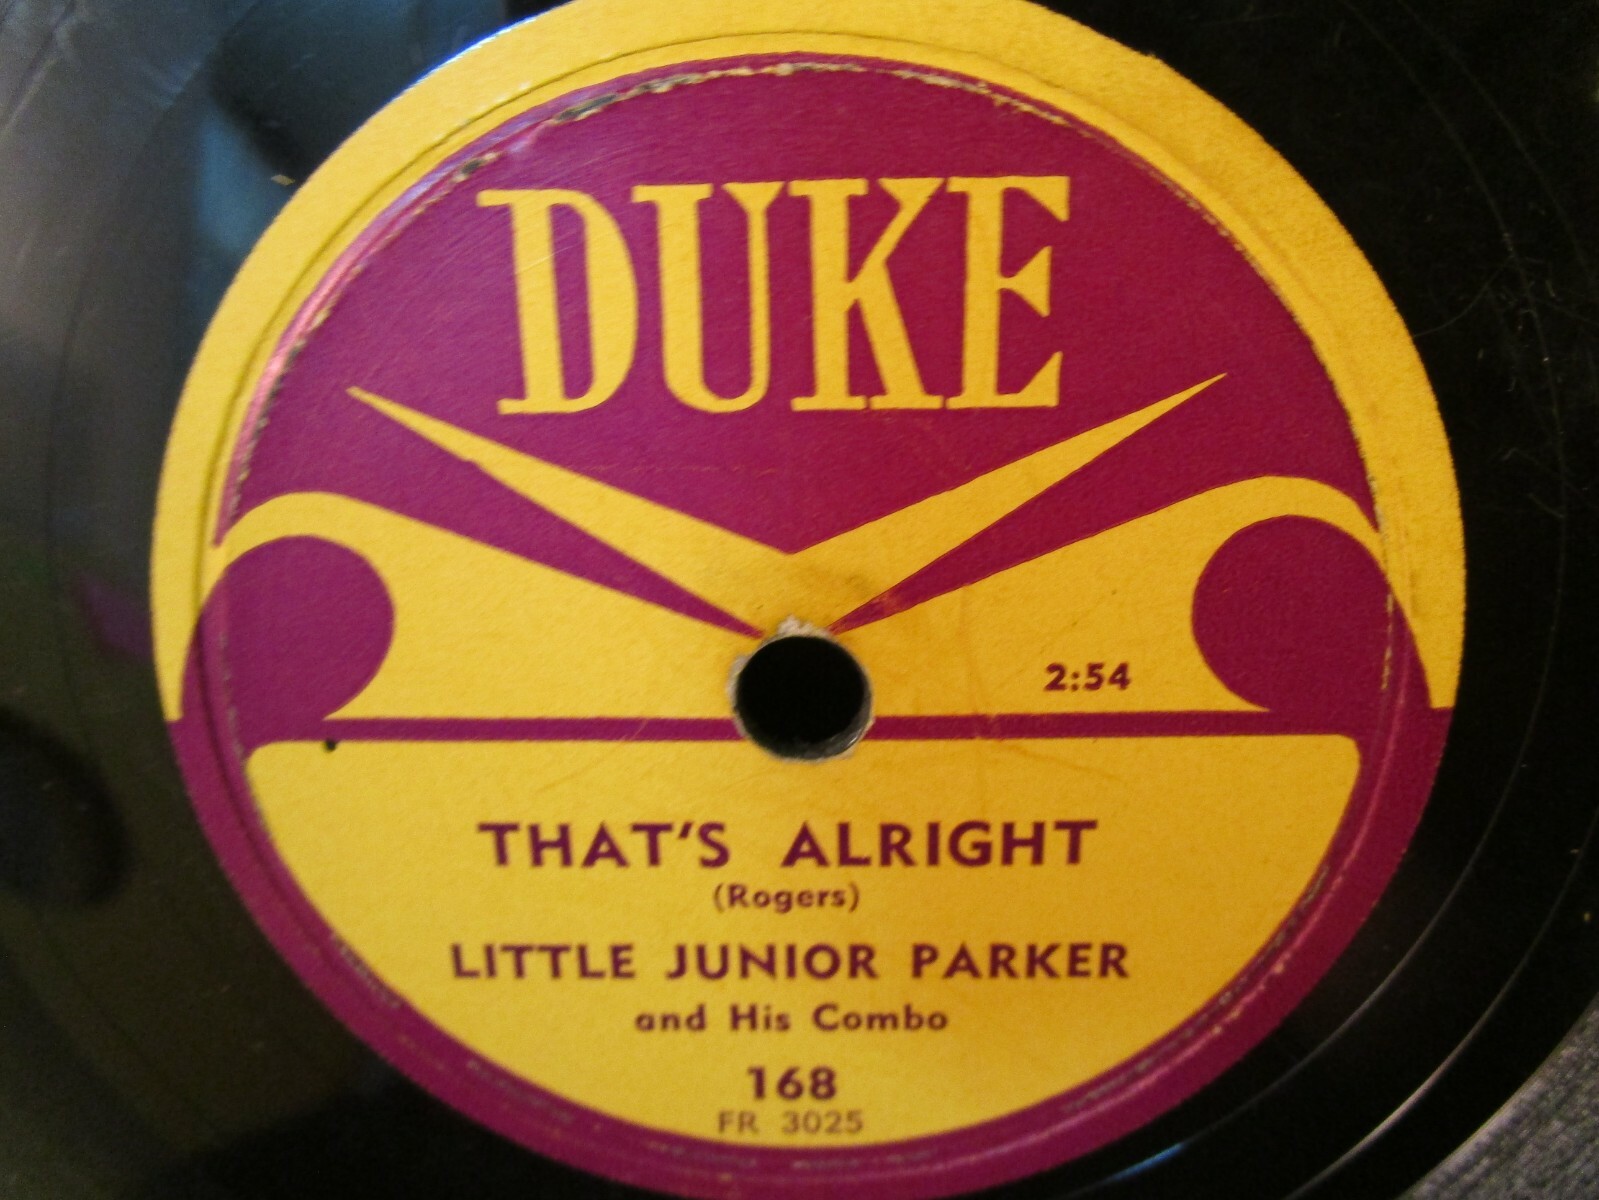 DUKE
2:54
THAT'S ALRIGHT
(Rogers)
LITTLE JUNIOR PARKER
and His Combo
168
FR 3025